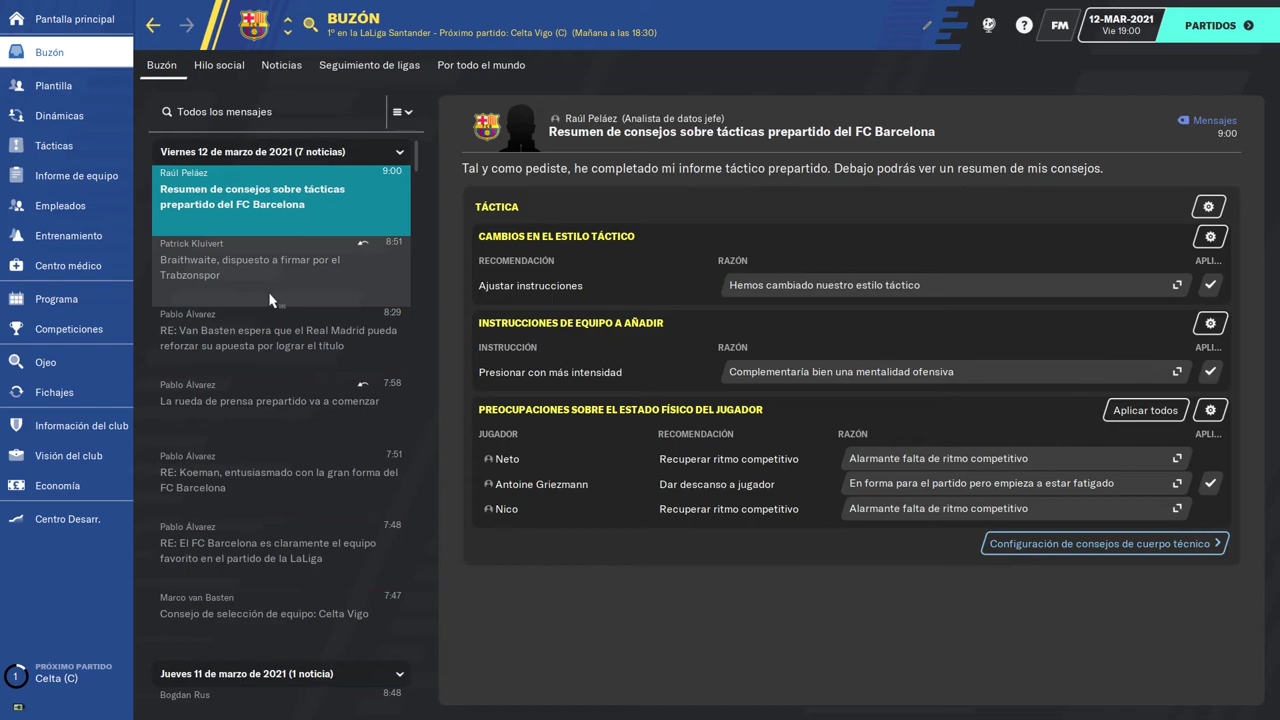 Pantalla principal
Buzón
Plantilla
Dinámicas
Tácticas
Informe de equipo
Empleados
Entrenamiento
Centro médico
Programa
Competiciones
Ojeo
Fichajes
Información del club
Visión del club
Economía
Centro Desarr.
1
PRÓXIMO PARTIDO
Celta (C)
BUZÓN
1º en la LaLiga Santander - Próximo partido: Celta Vigo (C) (Mañana a las 18:30)
?
FM
12-MAR-2021
Vie 19:00
PARTIDOS
Buzón
Hilo social
Noticias
Seguimiento de ligas
Por todo el mundo
Todos los mensajes
Viernes 12 de marzo de 2021 (7 noticias)
Raúl Peláez 9:00
Resumen de consejos sobre tácticas
prepartido del FC Barcelona
Patrick Kluivert 8:51
Braithwaite, dispuesto a firmar por el
Trabzonspor
Pablo Álvarez 8:29
RE: Van Basten espera que el Real Madrid pueda
reforzar su apuesta por lograr el título
Pablo Álvarez 7:58
La rueda de prensa prepartido va a comenzar
Pablo Álvarez 7:51
RE: Koeman, entusiasmado con la gran forma del
FC Barcelona
Pablo Álvarez 7:48
RE: El FC Barcelona es claramente el equipo
favorito en el partido de la LaLiga
Marco van Basten 7:47
Consejo de selección de equipo: Celta Vigo
Jueves 11 de marzo de 2021 (1 noticia)
Bogdan Rus 8:48
Raúl Peláez (Analista de datos jefe)
Resumen de consejos sobre tácticas prepartido del FC Barcelona
Mensajes
9:00
Tal y como pediste, he completado mi informe táctico prepartido. Debajo podrás ver un resumen de mis consejos.
TÁCTICA
CAMBIOS EN EL ESTILO TÁCTICO
RECOMENDACIÓN RAZÓN APLI...
Ajustar instrucciones Hemos cambiado nuestro estilo táctico
INSTRUCCIONES DE EQUIPO A AÑADIR
INSTRUCCIÓN RAZÓN APLI...
Presionar con más intensidad Complementaría bien una mentalidad ofensiva
PREOCUPACIONES SOBRE EL ESTADO FÍSICO DEL JUGADOR Aplicar todos
JUGADOR RECOMENDACIÓN RAZÓN APLI...
Neto Recuperar ritmo competitivo Alarmante falta de ritmo competitivo
Antoine Griezmann Dar descanso a jugador En forma para el partido pero empieza a estar fatigado
Nico Recuperar ritmo competitivo Alarmante falta de ritmo competitivo
Configuración de consejos de cuerpo técnico